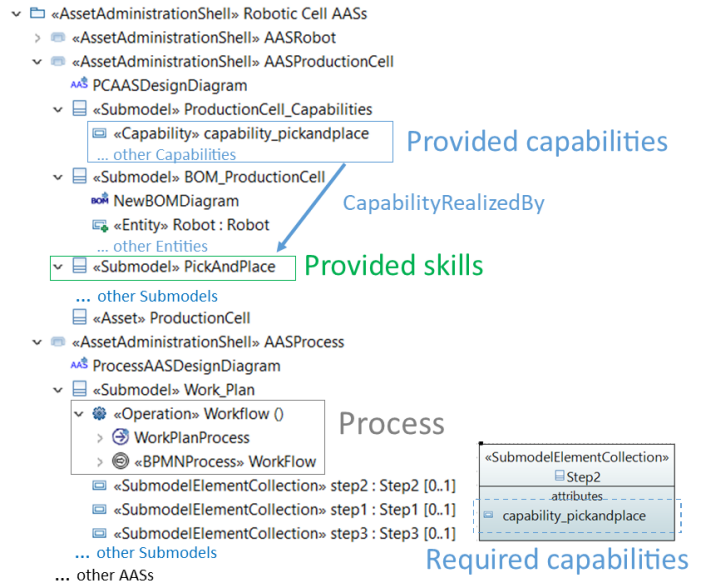 «AssetAdministrationShell» Robotic Cell AASs
«AssetAdministrationShell» AASRobot
«AssetAdministrationShell» AASProductionCell
AAS PCAASDesignDiagram
«Submodel» ProductionCell_Capabilities
«Capability» capability_pickandplace
... other Capabilities
Provided capabilities
«Submodel» BOM_ProductionCell
BOM NewBOMDiagram
CapabilityRealizedBy
«Entity» Robot : Robot
... other Entities
«Submodel» PickAndPlace
Provided skills
... other Submodels
«Asset» ProductionCell
«AssetAdministrationShell» AASProcess
AAS ProcessAASDesignDiagram
«Submodel» Work_Plan
«Operation» Workflow ()
WorkPlanProcess
«BPMNProcess» WorkFlow
Process
«SubmodelElementCollection» step2 : Step2 [0..1]
«SubmodelElementCollection» step1 : Step1 [0..1]
«SubmodelElementCollection» step3 : Step3 [0..1]
... other Submodels
... other AASs
«SubmodelElementCollection»
Step2
attributes
capability_pickandplace
Required capabilities